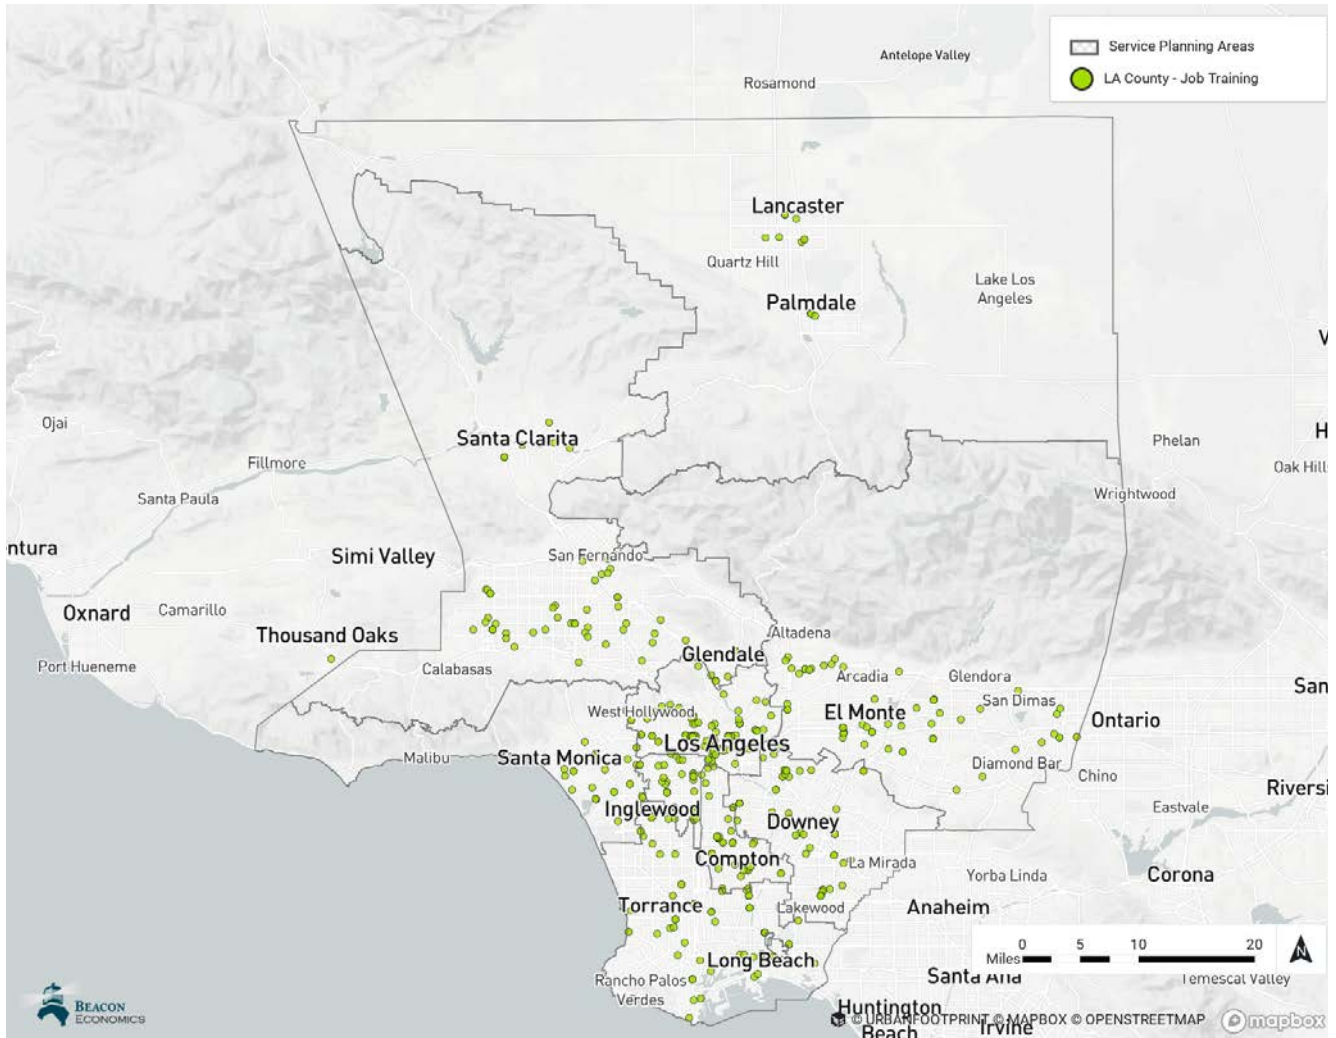 Service Planning Areas
LA County - Job Training
Antelope Valley
Rosamond
Lancaster
Quartz Hill
Lake Los
Angeles
Palmdale
V
Ojai
Santa Clarita
H
Phelan
Fillmore
Oak Hills
Santa Paula
Wrightwood
ntura
Simi Valley
San Fernando
Oxnard
Camarillo
Thousand Oaks
Altadena
Port Hueneme
Calabasas
Glendale
Arcadia
Glendora
San Dimas
San
West Hollywood
El Monte
Ontario
Los Angeles
Malibu
Santa Monica
Diamond Bar
Chino
Riversi
Inglewood
Downey
Eastvale
Compton
La Mirada
Yorba Linda
Corona
Torrance
Lakewood
Anaheim
0 5 10 20
Miles
N
Long Beach
Santa Ana
Rancho Palos
Verdes
Temescal Valley
BEACON
ECONOMICS
Huntington
Beach
Irvine
© URBANFOOTPRINT © MAPBOX © OPENSTREETMAP
mapbox